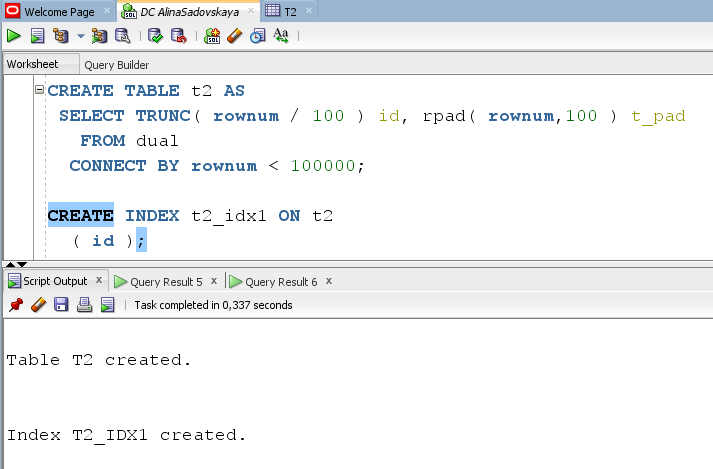 Welcome Page
DC AlinaSadovskaya
T2
Worksheet
Query Builder
CREATE TABLE t2 AS
SELECT TRUNC( rownum / 100 ) id, rpad( rownum,100 ) t_pad
FROM dual
CONNECT BY rownum < 100000;
CREATE INDEX t2_idx1 ON t2
( id );
Script Output x
Query Result 5 x
Query Result 6 x
Task completed in 0,337 seconds
Table T2 created.
Index T2_IDX1 created.